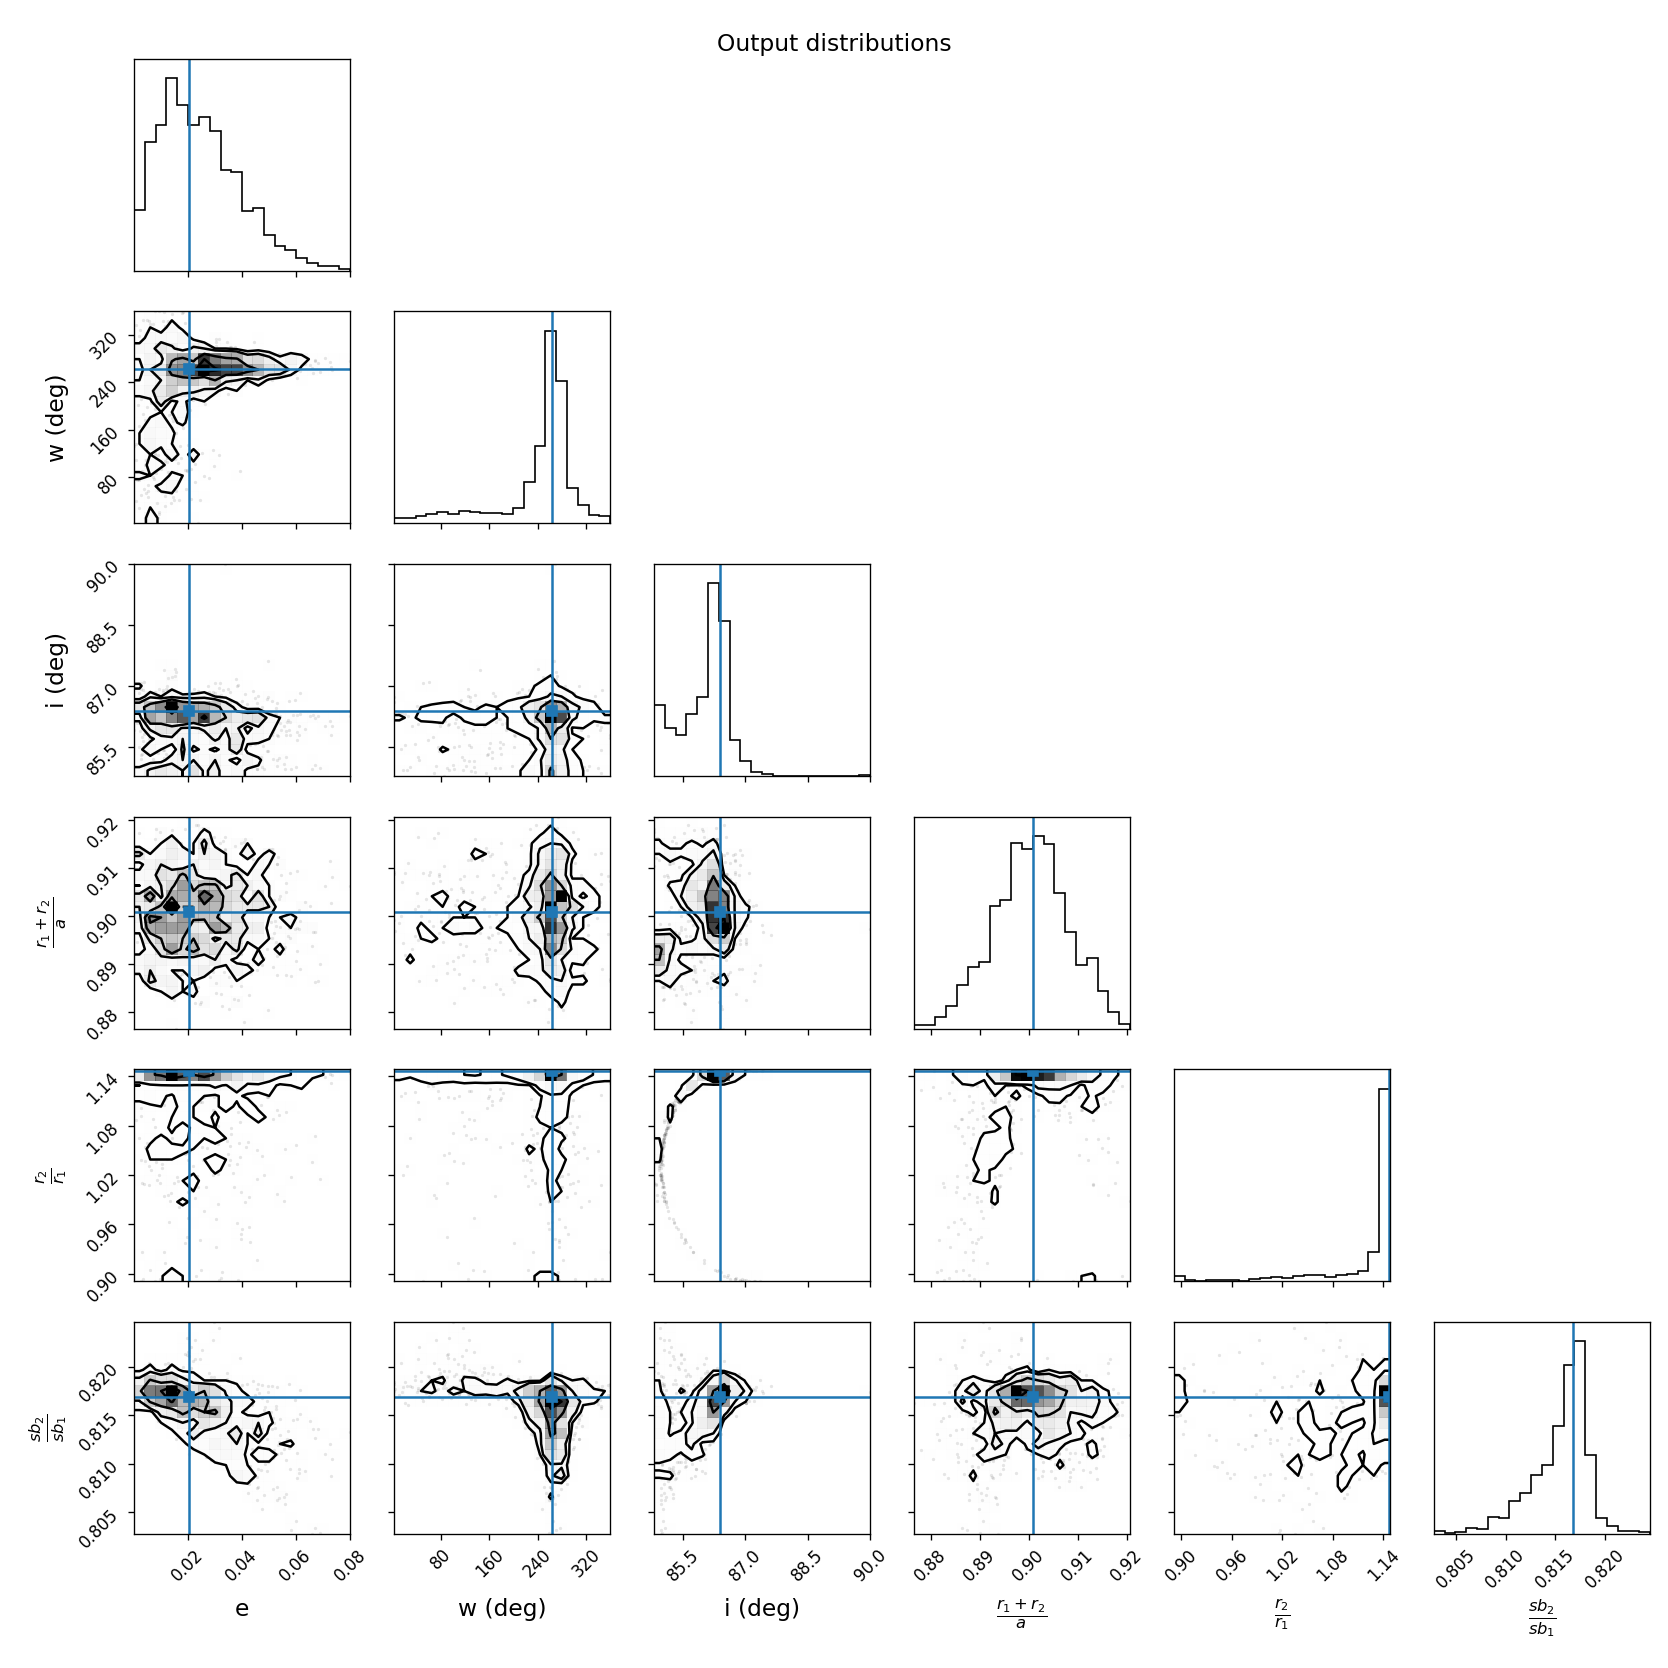 Output distributions
w (deg)
320
240
160
80
i (deg)
90.0
88.5
87.0
85.5
r₁ + r₂
a
0.92
0.91
0.90
0.89
0.88
r₂
r₁
1.14
1.08
1.02
0.96
0.90
sb₂
sb₁
0.820
0.815
0.810
0.805
0.02 0.04 0.06 0.08 80 160 240 320 85.5 87.0 88.5 90.0 0.88 0.89 0.90 0.91 0.92 0.90 0.96 1.02 1.08 1.14 0.805 0.810 0.815 0.820
e w (deg) i (deg) r₁ + r₂ r₂ sb₂
a r₁ sb₁